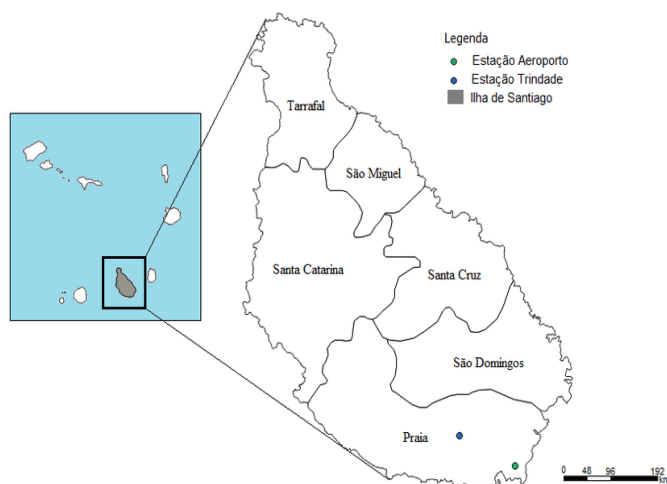 Legenda
Estação Aeroporto
Estação Trindade
Ilha de Santiago
Tarrafal
São Miguel
Santa Catarina
Santa Cruz
São Domingos
Praia
0 48 96 192
km